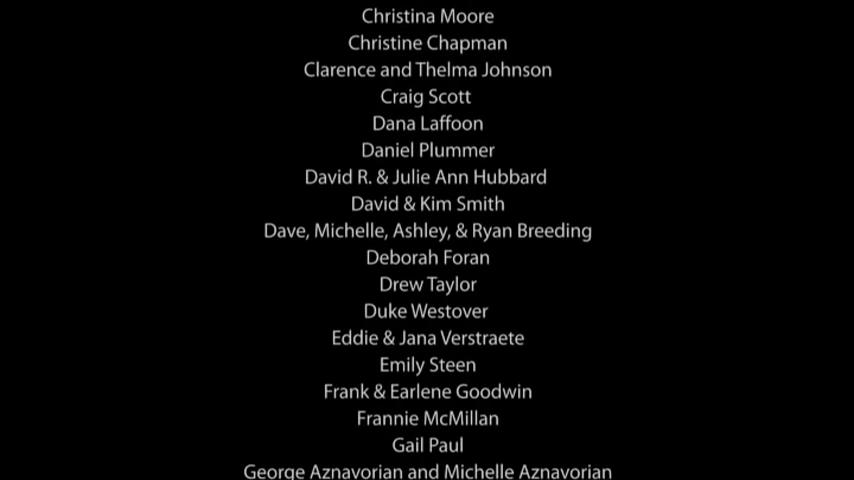 Christina Moore
Christine Chapman
Clarence and Thelma Johnson
Craig Scott
Dana Laffoon
Daniel Plummer
David R. & Julie Ann Hubbard
David & Kim Smith
Dave, Michelle, Ashley, & Ryan Breeding
Deborah Foran
Drew Taylor
Duke Westover
Eddie & Jana Verstraete
Emily Steen
Frank & Earlene Goodwin
Frannie McMillan
Gail Paul
George Aznavorian and Michelle Aznavorian